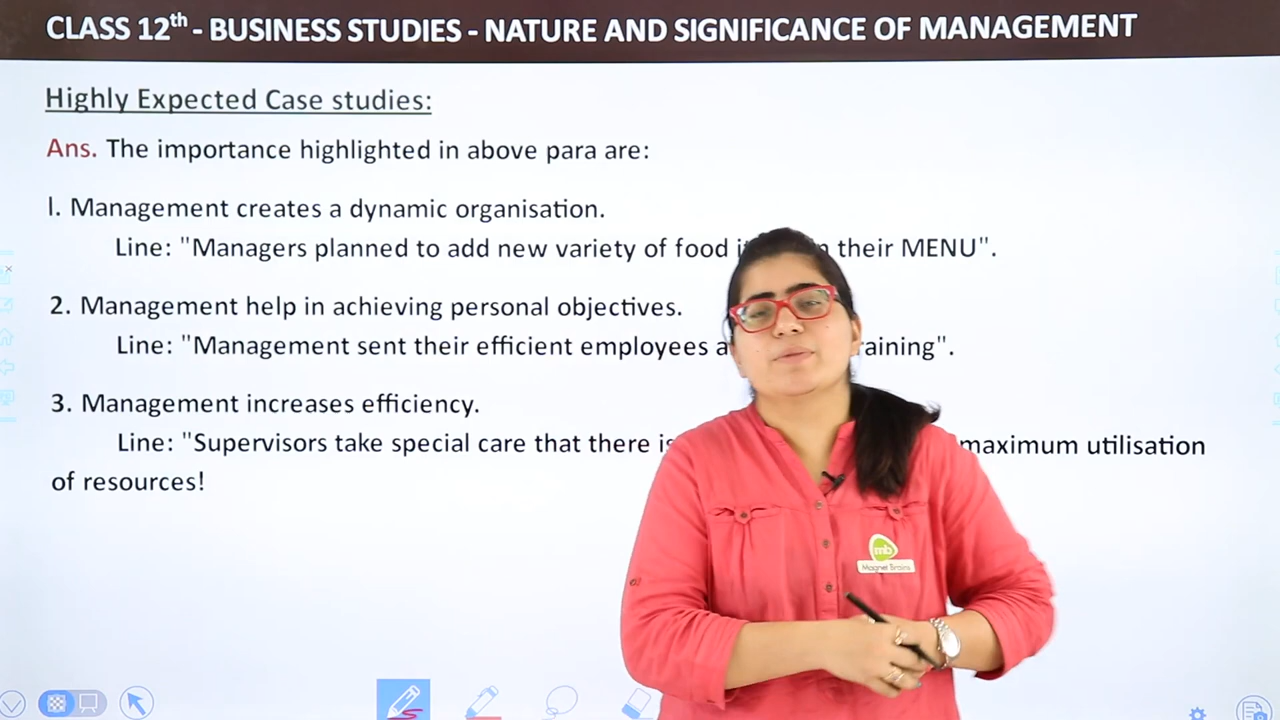 CLASS 12th - BUSINESS STUDIES - NATURE AND SIGNIFICANCE OF MANAGEMENT
Highly Expected Case studies:
Ans. The importance highlighted in above para are:
I. Management creates a dynamic organisation.
Line: "Managers planned to add new variety of food their MENU".
2. Management help in achieving personal objectives.
Line: "Management sent their efficient employees
3. Management increases efficiency.
Line: "Supervisors take special care that there maximum utilisation
of resources!
mb
Magnet Brains